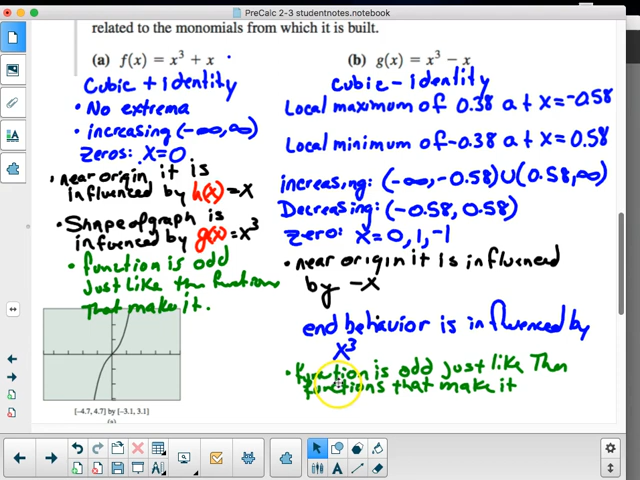 PreCalc 2-3 studentnotes.notebook
related to the monomials from which it is built.
(a) f(x) = x³ + x
Cubic + identity
• No extrema
• increasing (-∞,∞)
Zeros: X=0
• near origin it is
influenced by h(x)=x
• Shape of graph is
influenced by g(x)=x³
• function is odd
Just like the functions
That make it.
[-4.7, 4.7] by [-3.1, 3.1]
(a)
(b) g(x) = x³ − x
Cubic - identity
Local maximum of 0.38 at X=-0.58
Local minimum of -0.38 at X=0.58
increasing: (-∞,-0.58)U(0.58,∞)
Decreasing: (-0.58, 0.58)
Zero: X=0, 1, -1
• near origin it is influenced
by -X
end behavior is influenced by
X³
• function is odd just like The
functions that make it